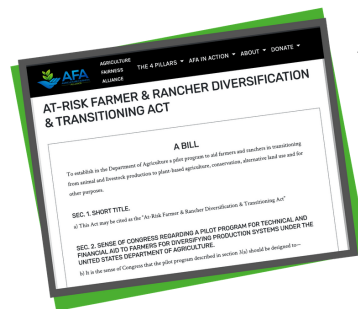 AFA
AGRICULTURE
FAIRNESS
ALLIANCE
THE 4 PILLARS AFA IN ACTION ABOUT DONATE
AT-RISK FARMER & RANCHER DIVERSIFICATION
& TRANSITIONING ACT
A BILL
To establish in the Department of Agriculture a pilot program to aid farmers and ranchers in transitioning
from animal and livestock production to plant-based agriculture, conservation, alternative land use and for
other purposes.
SEC. 1. SHORT TITLE.
a) This Act may be cited as the "At-Risk Farmer & Rancher Diversification & Transitioning Act"
SEC. 2. SENSE OF CONGRESS REGARDING A PILOT PROGRAM FOR TECHNICAL AND
FINANCIAL AID TO FARMERS FOR DIVERSIFYING PRODUCTION SYSTEMS UNDER THE
UNITED STATES DEPARTMENT OF AGRICULTURE.
b) It is the sense of Congress that the pilot program described in section 3(a) should be designed to—